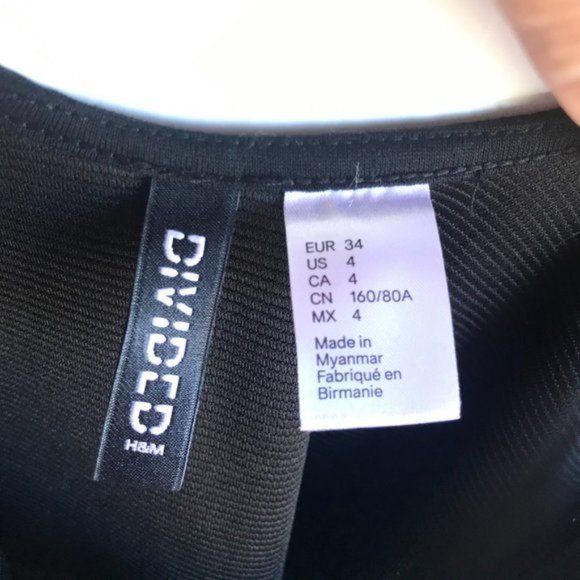 DIVIDED
H&M
EUR 34
US 4
CA 4
CN 160/80A
MX 4
Made in
Myanmar
Fabriqué en
Birmanie